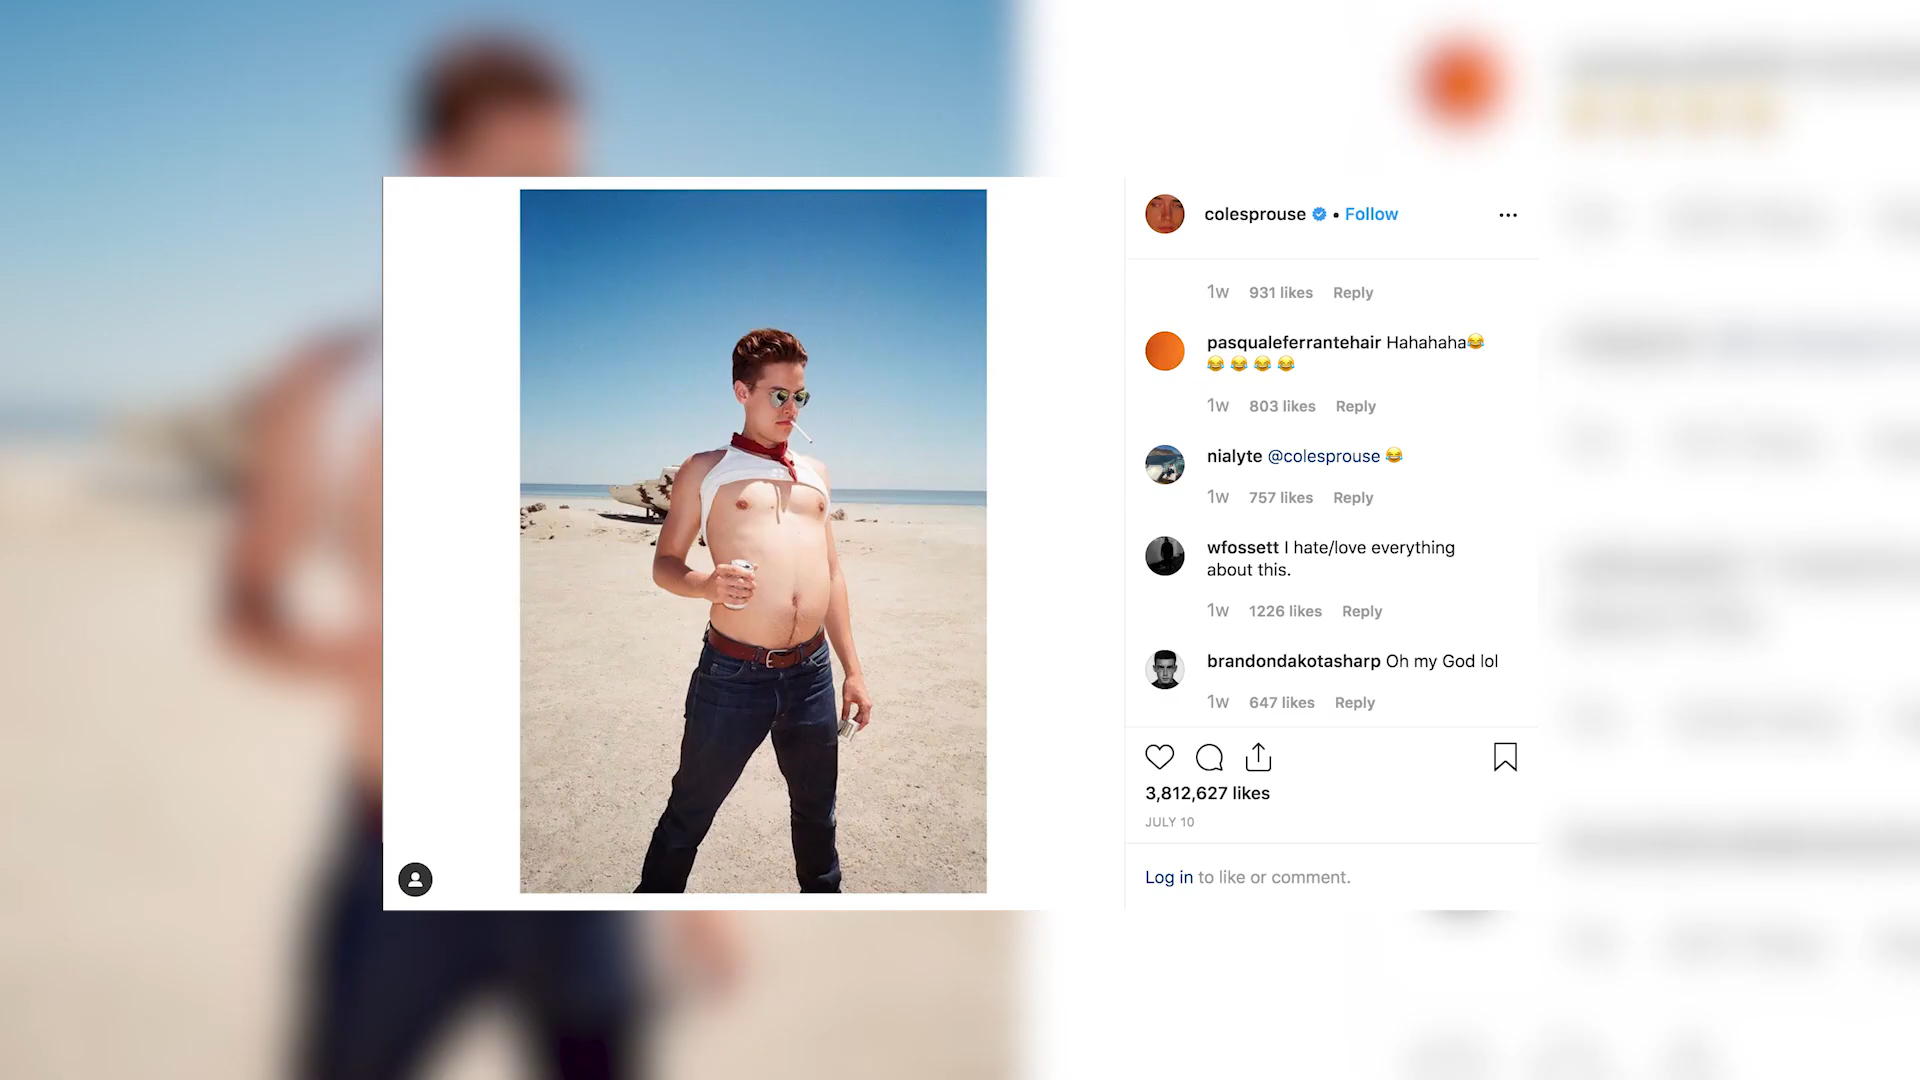 colesprouse • Follow
1w 931 likes Reply
pasqualeferrantehair Hahahaha😂
😂 😂 😂 😂
1w 803 likes Reply
nialyte @colesprouse 😂
1w 757 likes Reply
wfossett I hate/love everything
about this.
1w 1226 likes Reply
brandondakotasharp Oh my God lol
1w 647 likes Reply
3,812,627 likes
JULY 10
Log in to like or comment.